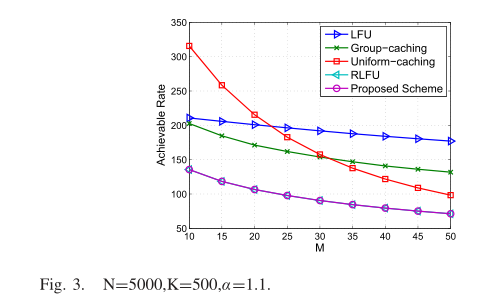 350
300
250
200
150
100
50
Achievable Rate
LFU
Group−caching
Uniform−caching
RLFU
Proposed Scheme
10 15 20 25 30 35 40 45 50
M
Fig. 3. N=5000,K=500,α=1.1.